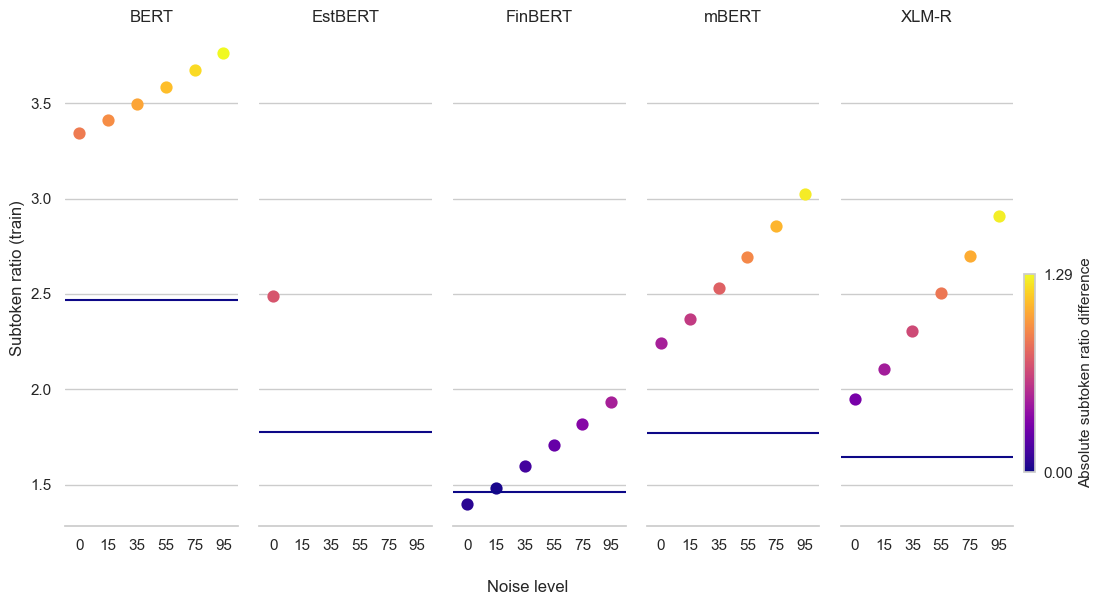 BERT EstBERT FinBERT mBERT XLM-R
Subtoken ratio (train)
3.5
3.0
2.5
2.0
1.5
0 15 35 55 75 95 0 15 35 55 75 95 0 15 35 55 75 95 0 15 35 55 75 95 0 15 35 55 75 95
Noise level
1.29
0.00
Absolute subtoken ratio difference